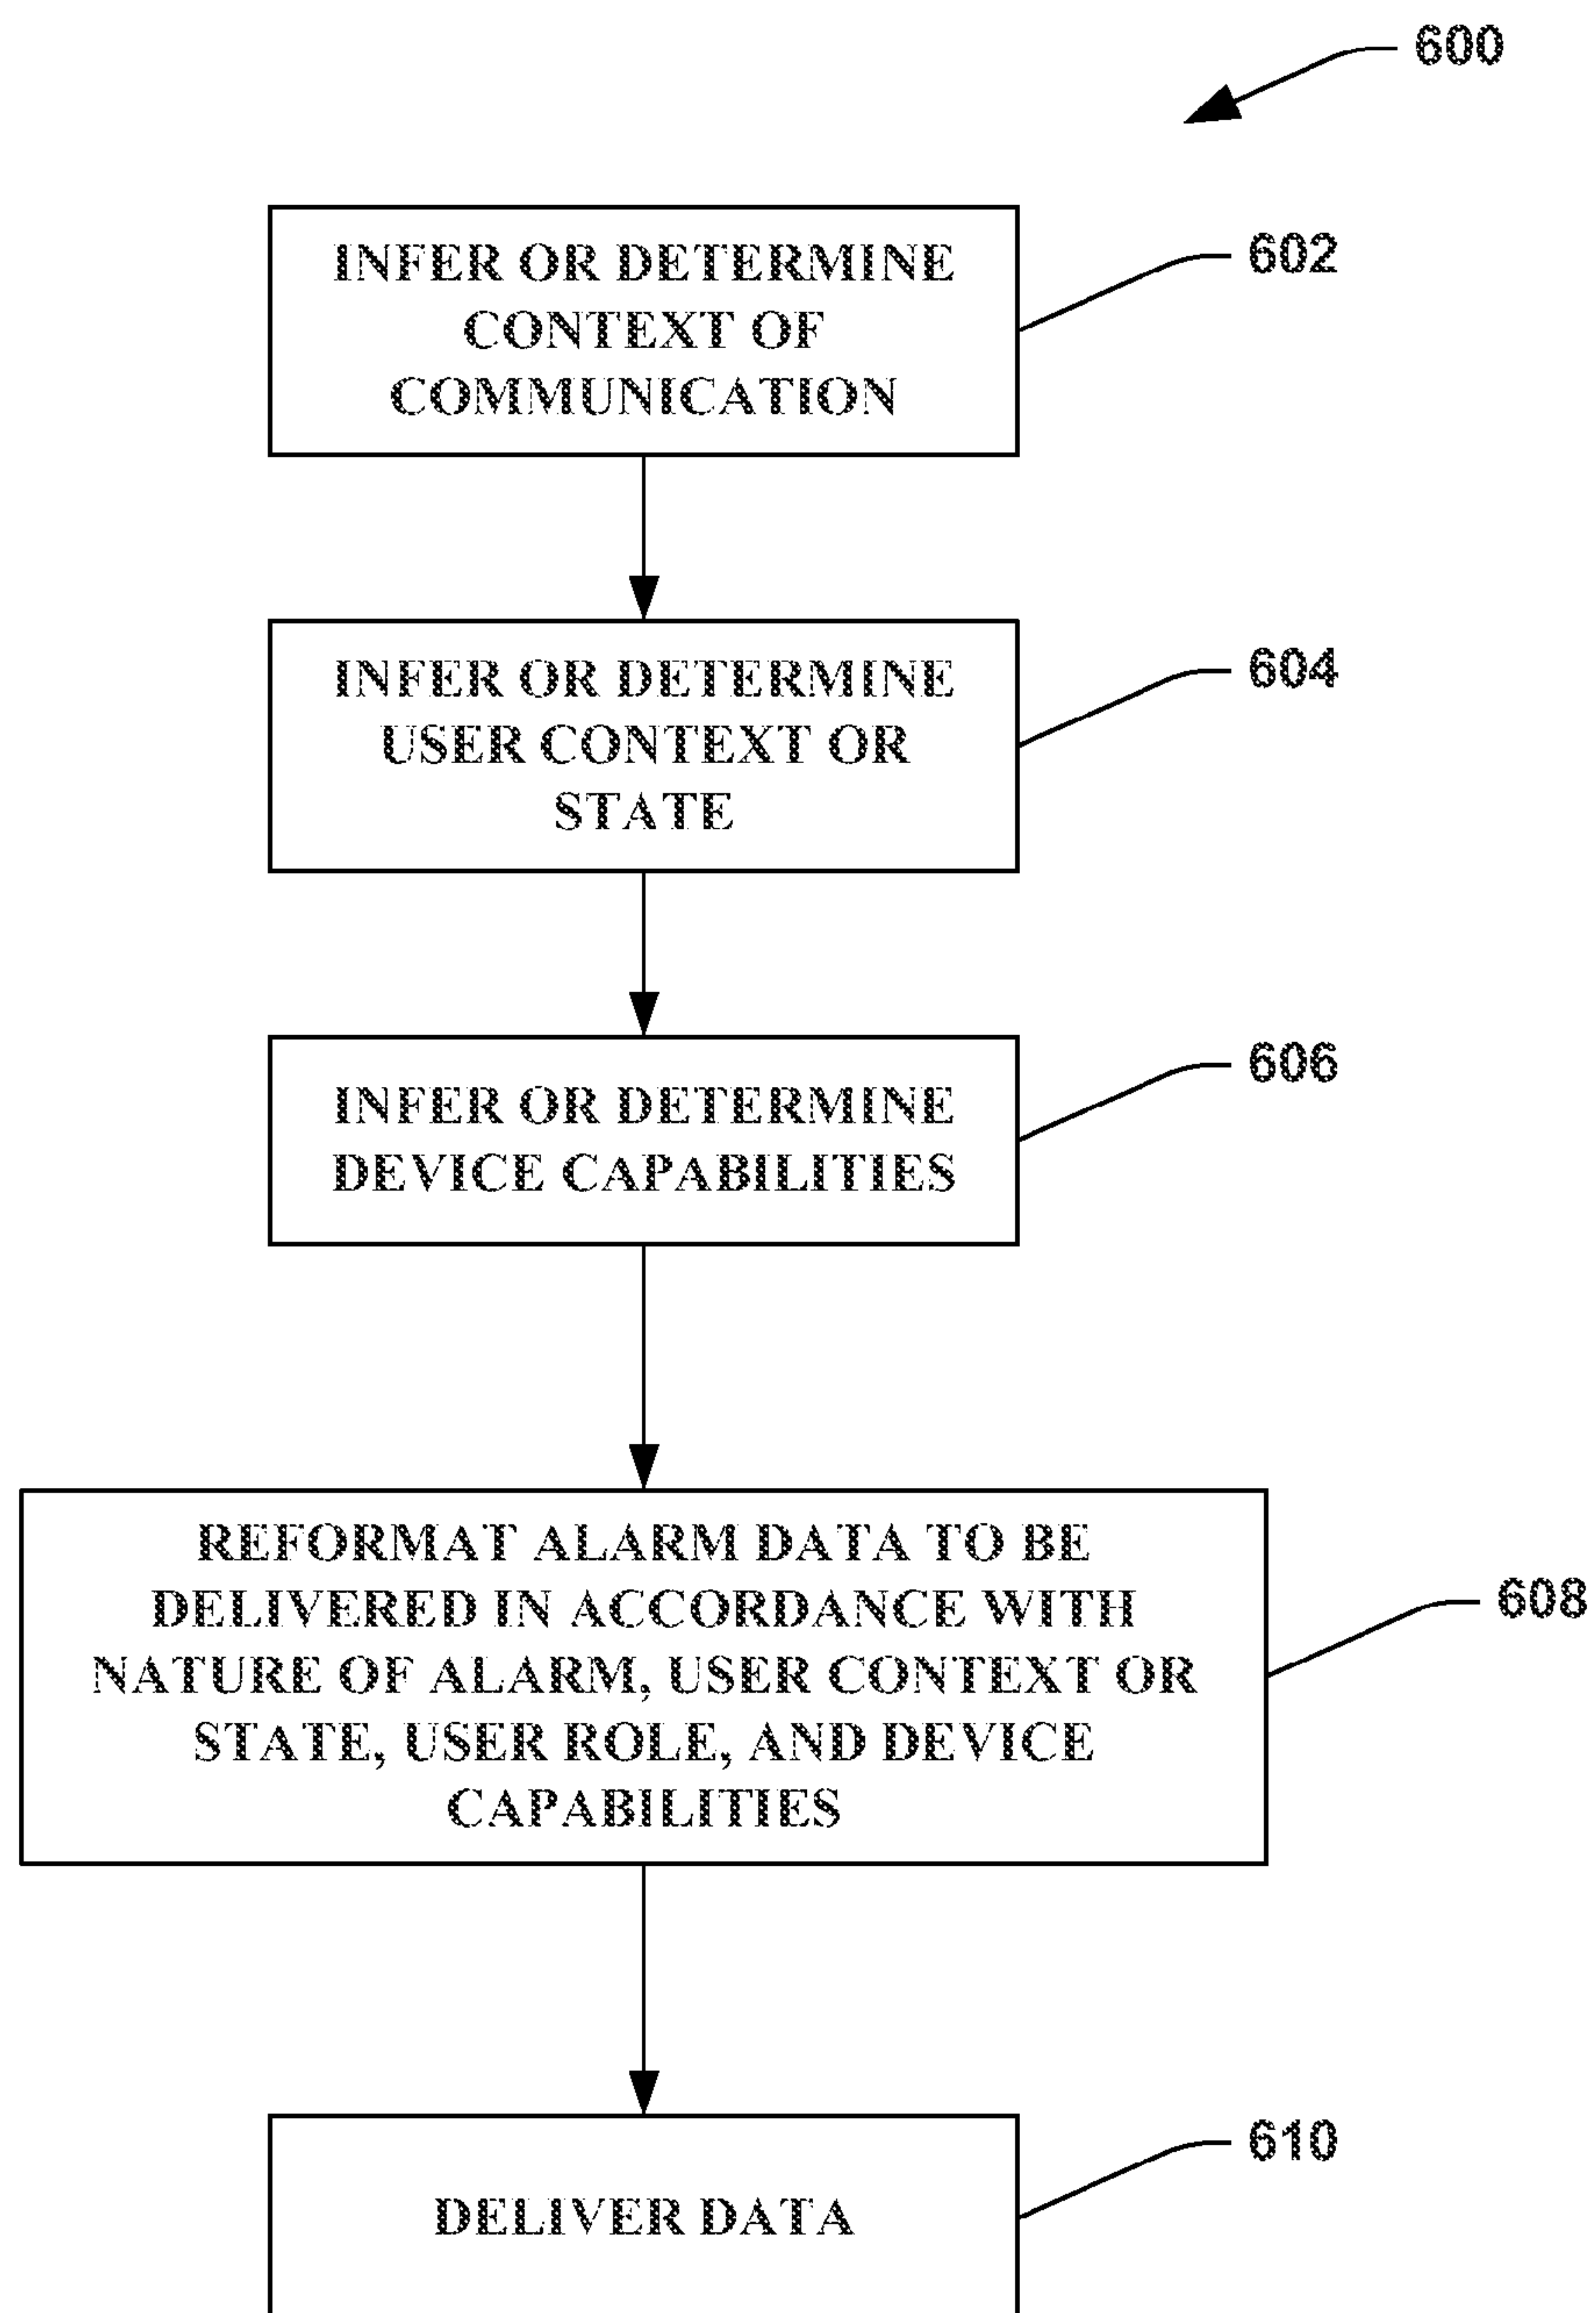 600
INFER OR DETERMINE
CONTEXT OF
COMMUNICATION
602
INFER OR DETERMINE
USER CONTEXT OR
STATE
604
INFER OR DETERMINE
DEVICE CAPABILITIES
606
REFORMAT ALARM DATA TO BE
DELIVERED IN ACCORDANCE WITH
NATURE OF ALARM, USER CONTEXT OR
STATE, USER ROLE, AND DEVICE
CAPABILITIES
608
DELIVER DATA
610